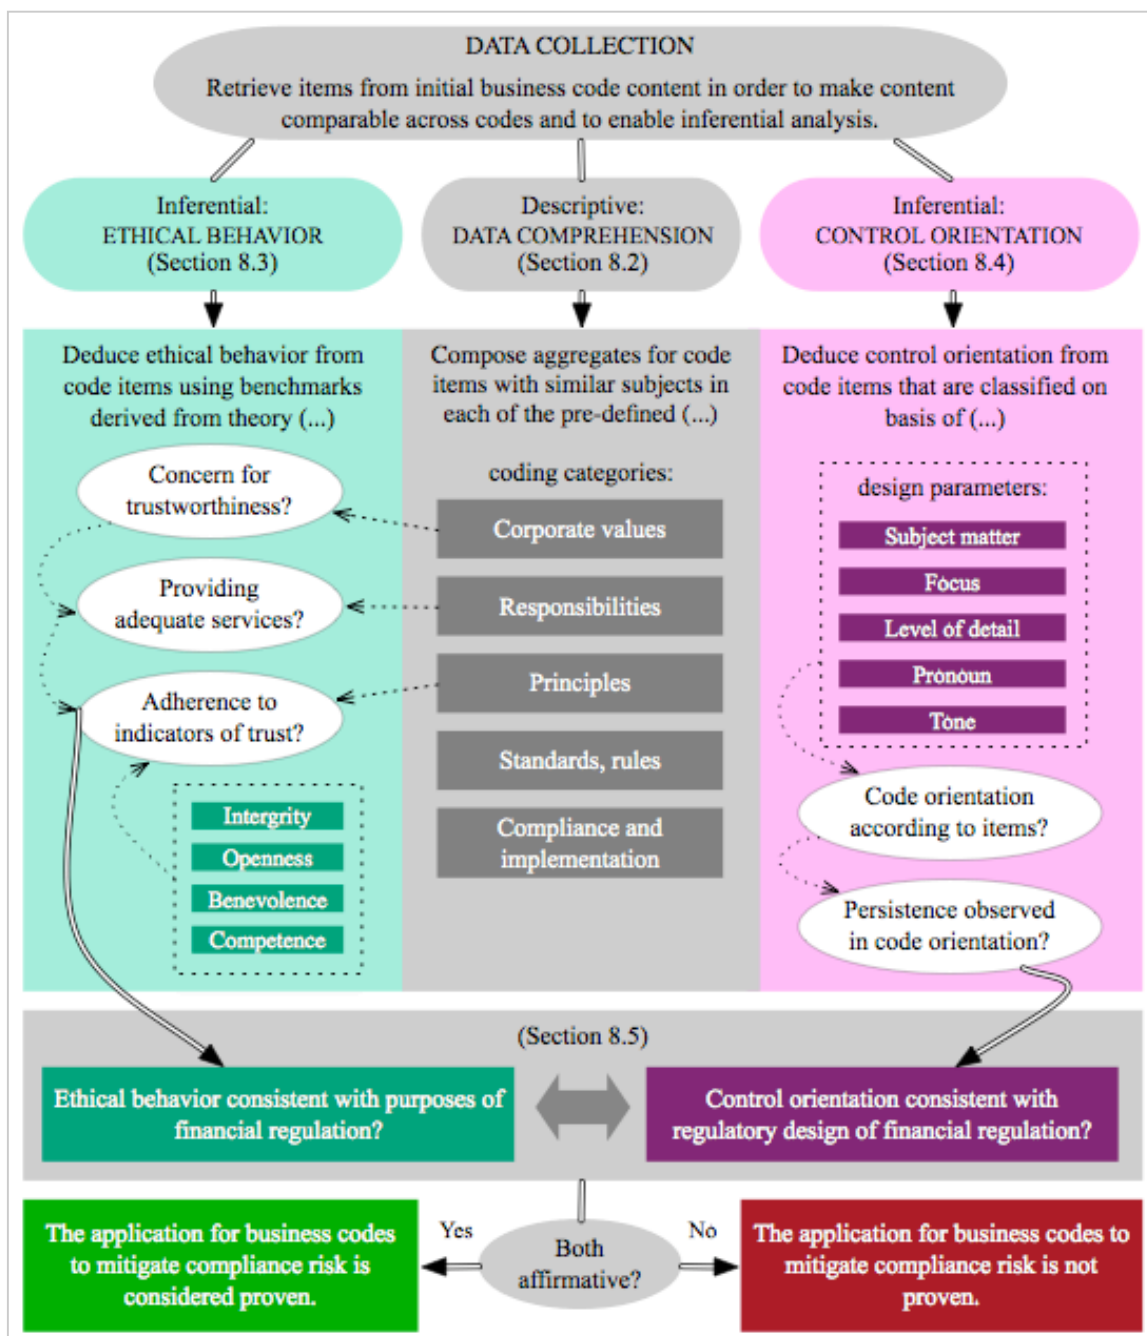 DATA COLLECTION
Retrieve items from initial business code content in order to make content
comparable across codes and to enable inferential analysis.
Inferential:
ETHICAL BEHAVIOR
(Section 8.3)
Descriptive:
DATA COMPREHENSION
(Section 8.2)
Inferential:
CONTROL ORIENTATION
(Section 8.4)
Deduce ethical behavior from
code items using benchmarks
derived from theory (...)
Concern for
trustworthiness?
Providing
adequate services?
Adherence to
indicators of trust?
Intergrity
Openness
Benevolence
Competence
Compose aggregates for code
items with similar subjects in
each of the pre-defined (...)
coding categories:
Corporate values
Responsibilities
Principles
Standards, rules
Compliance and
implementation
Deduce control orientation from
code items that are classified on
basis of (...)
design parameters:
Subject matter
Focus
Level of detail
Pronoun
Tone
Code orientation
according to items?
Persistence observed
in code orientation?
(Section 8.5)
Ethical behavior consistent with purposes of
financial regulation?
Control orientation consistent with
regulatory design of financial regulation?
Both
affirmative?
Yes
No
The application for business codes
to mitigate compliance risk is
considered proven.
The application for business codes to
mitigate compliance risk is not
proven.